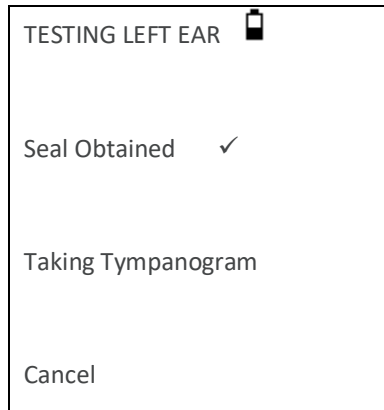 TESTING LEFT EAR
Seal Obtained ✓
Taking Tympanogram
Cancel